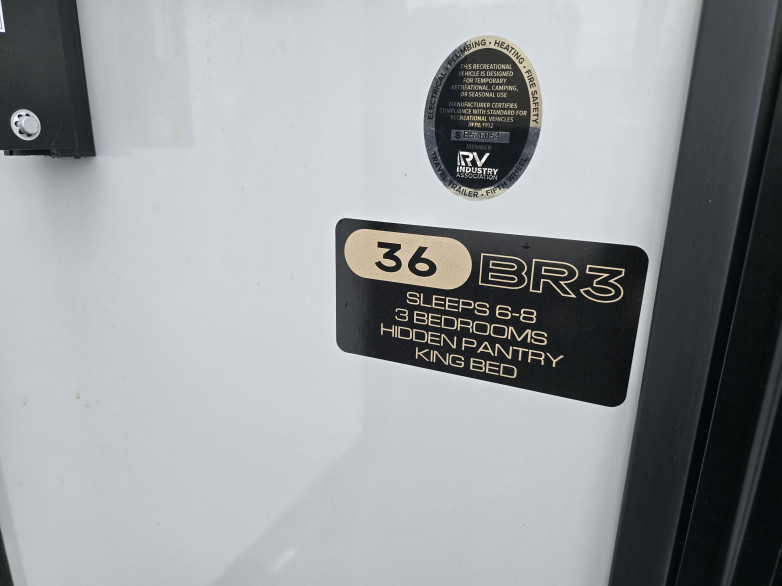 ELECTRICAL • PLUMBING • HEATING • FIRE SAFETY
THIS RECREATIONAL
VEHICLE IS DESIGNED
FOR TEMPORARY
RECREATIONAL, CAMPING,
OR SEASONAL USE
MANUFACTURER CERTIFIES
COMPLIANCE WITH STANDARD FOR
RECREATIONAL VEHICLES
NFPA 1192
MEMBER
RV
INDUSTRY
ASSOCIATION
TRAVEL TRAILER • FIFTH WHEEL
36 BR3
SLEEPS 6-8
3 BEDROOMS
HIDDEN PANTRY
KING BED